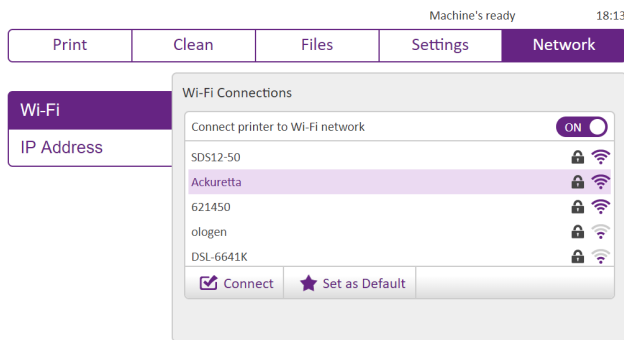 Machine's ready 18:13
Print Clean Files Settings Network
Wi-Fi
IP Address
Wi-Fi Connections
Connect printer to Wi-Fi network ON
SDS12-50
Ackuretta
621450
ologen
DSL-6641K
Connect Set as Default